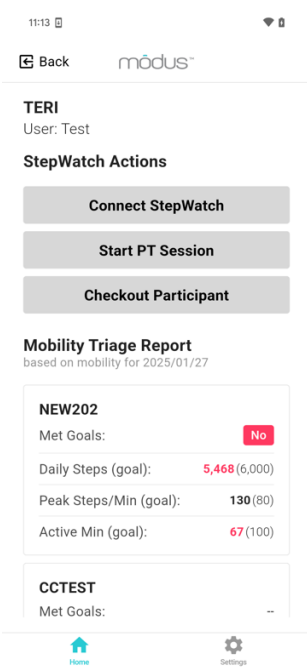 11:13
Back
mōdus™
TERI
User: Test
StepWatch Actions
Connect StepWatch
Start PT Session
Checkout Participant
Mobility Triage Report
based on mobility for 2025/01/27
NEW202
Met Goals: No
Daily Steps (goal): 5,468 (6,000)
Peak Steps/Min (goal): 130 (80)
Active Min (goal): 67 (100)
CCTEST
Met Goals: --
Home Settings